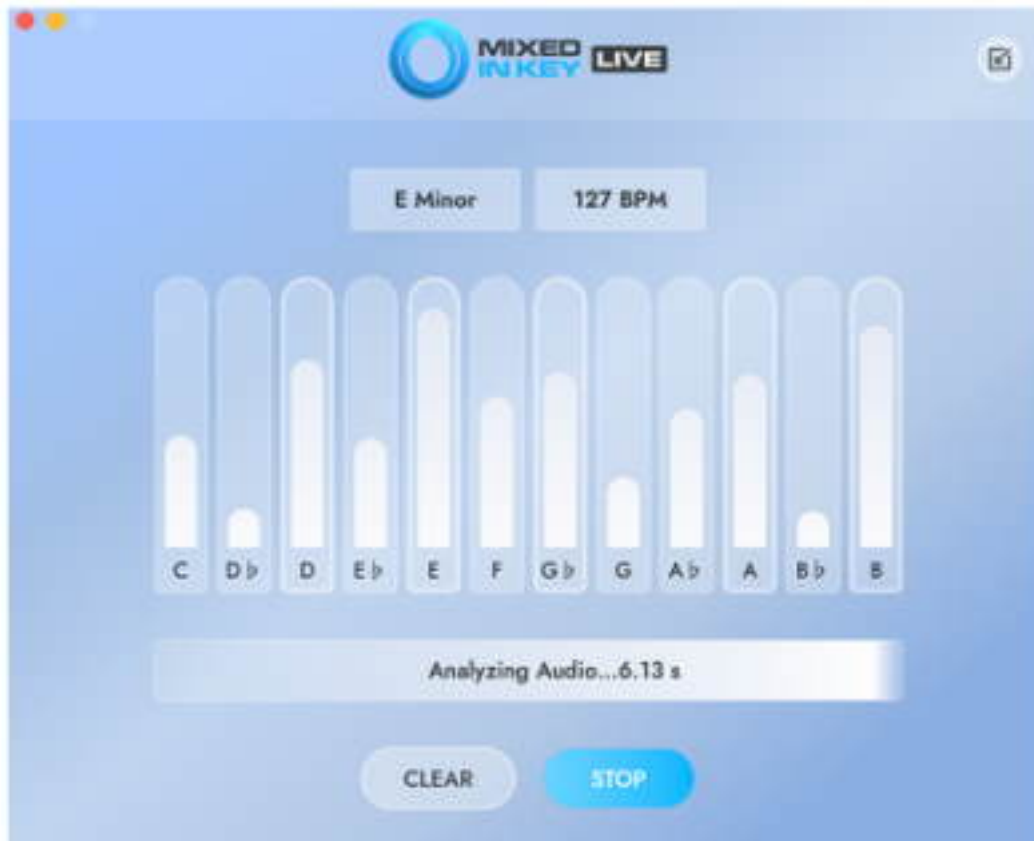 MIXED
IN KEY LIVE
E Minor 127 BPM
C D♭ D E♭ E F G♭ G A♭ A B♭ B
Analyzing Audio...6.13 s
CLEAR STOP